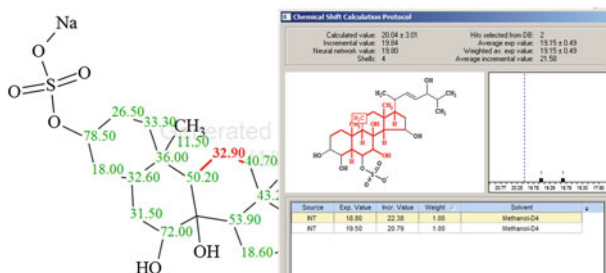 Na
O
O S O
O
26.50 33.30 CH3
11.50
78.50 36.00 32.90 40.70
18.00 32.60 50.20
43.2
31.50 53.90
72.00
OH 18.60
HO
Generated
Chemical Shift Calculation Protocol
Calculated value: 20.04 ± 3.01 Hits selected from DB: 2
Incremental value: 19.84 Average exp value: 19.15 ± 0.49
Neural network value: 19.80 Weighted av. exp value: 19.15 ± 0.49
Shells: 4 Average incremental value: 21.58
Source Exp. Value Incr. Value Weight Solvent
INT 18.80 22.38 1.00 Methanol-D4
INT 19.50 20.79 1.00 Methanol-D4